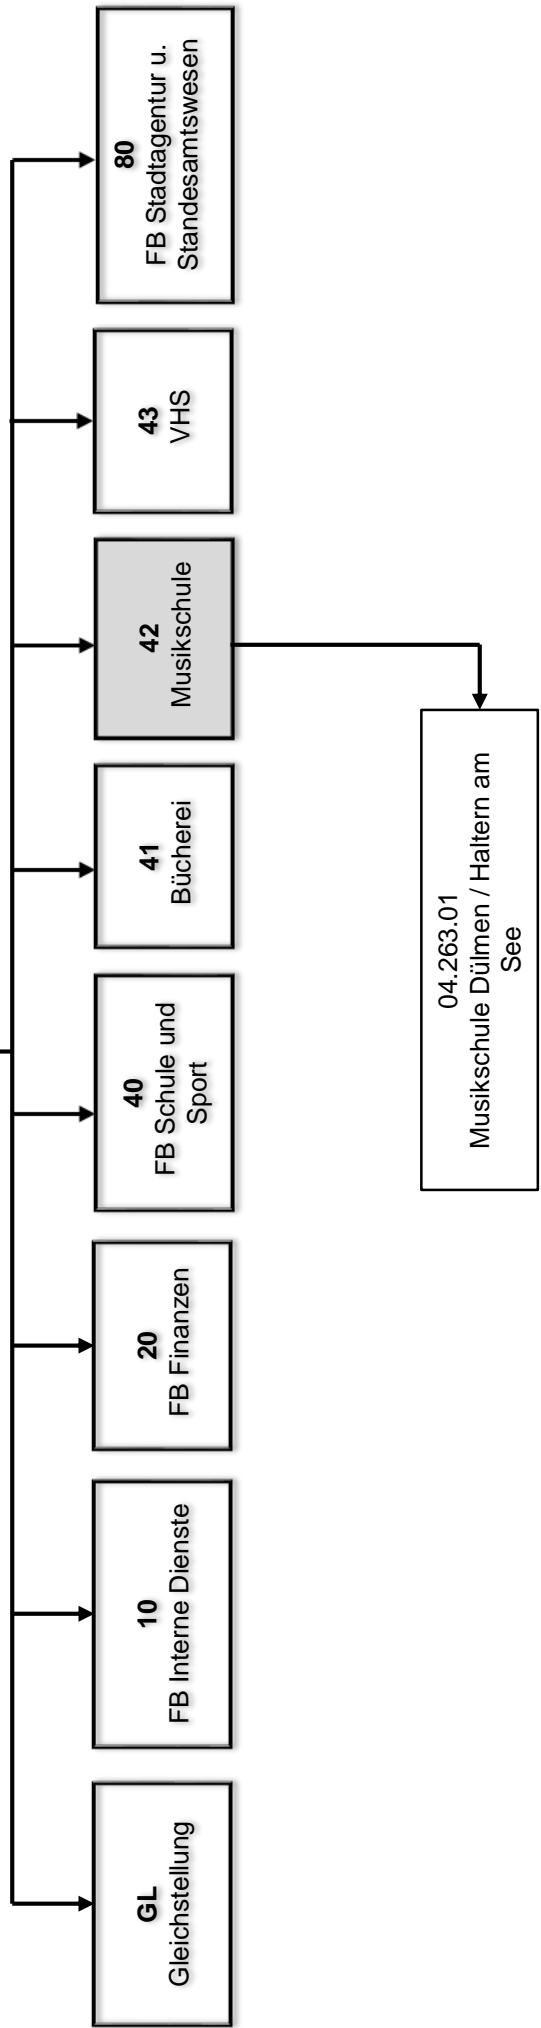 GL
Gleichstellung
10
FB Interne Dienste
20
FB Finanzen
40
FB Schule und
Sport
41
Bücherei
42
Musikschule
43
VHS
80
FB Stadtagentur u.
Standesamtswesen
04.263.01
Musikschule Dülmen / Haltern am
See